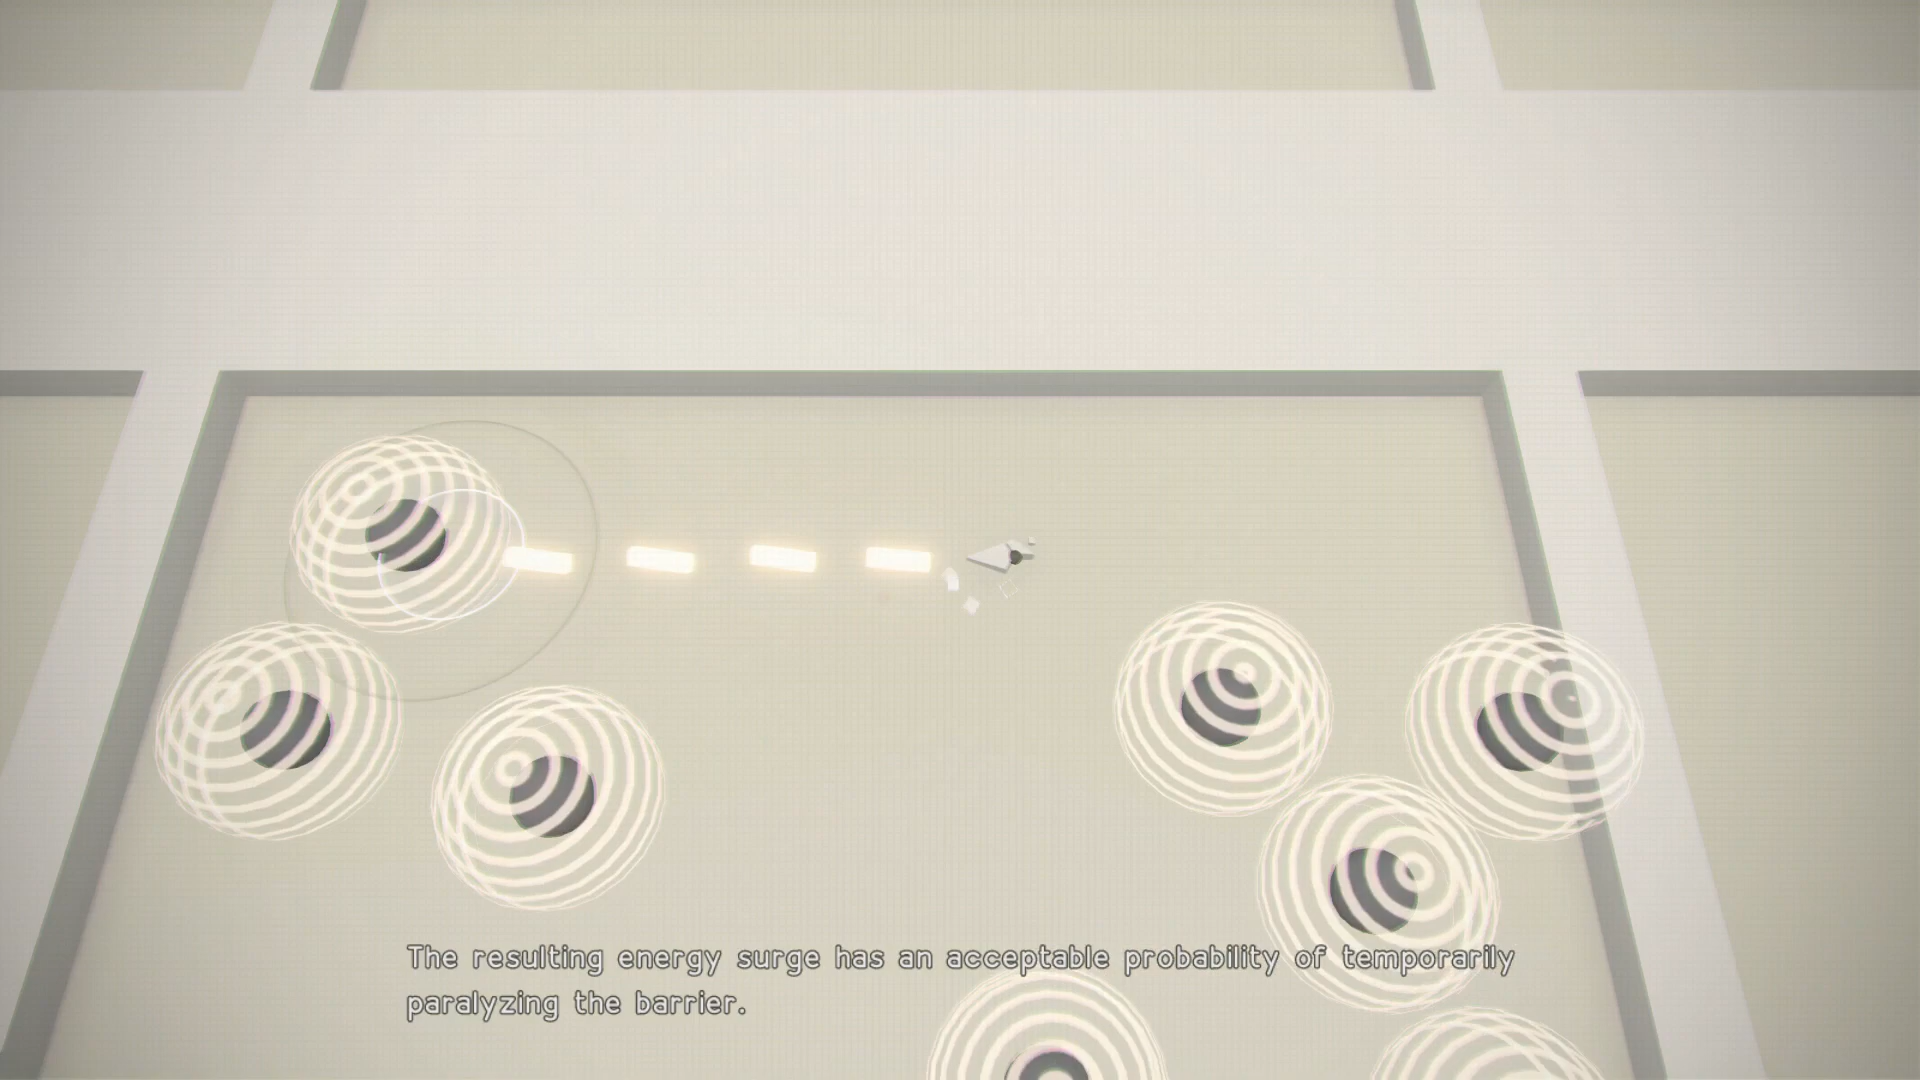 The resulting energy surge has an acceptable probability of temporarily
paralyzing the barrier.